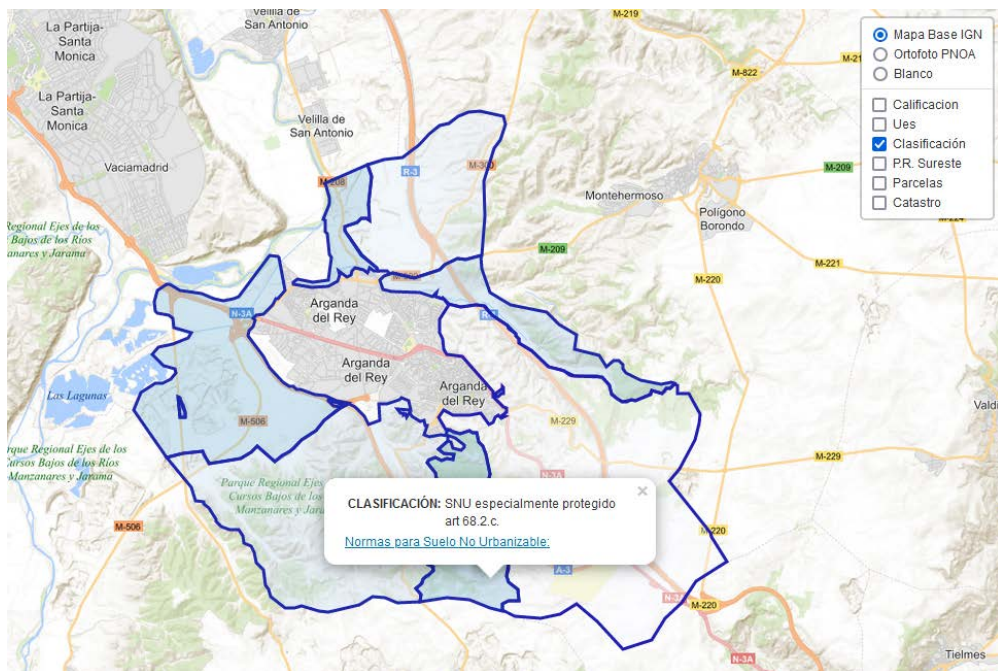 La Partija-
Santa
Monica
Velilla de
San Antonio
M-219
Mapa Base IGN
Ortofoto PNOA
Blanco
Calificacion
Ues
Clasificación
P.R. Sureste
Parcelas
Catastro
M-822
La Partija-
Santa
Monica
Velilla de
San Antonio
Vaciamadrid
R-3
M-300
M-208
M-209
Montehermoso
Polígono
Borondo
M-224
Regional Ejes de los
Bajos de los Ríos
anares y Jarama
M-209
M-221
M-220
N-3A
Arganda
del Rey
Las Lagunas
Arganda
del Rey
Arganda
del Rey
Valdi
M-506
M-229
M-229
rque Regional Ejes de los
Cursos Bajos de los Ríos
Manzanares y Jarama
N-3A
Parque Regional Ejes
Cursos Bajos de los
Manzanares y Jara
CLASIFICACIÓN: SNU especialmente protegido
art 68.2.c.
Normas para Suelo No Urbanizable:
×
M-506
M-220
A-3
N-3A
M-220
N-3A
Tielmes